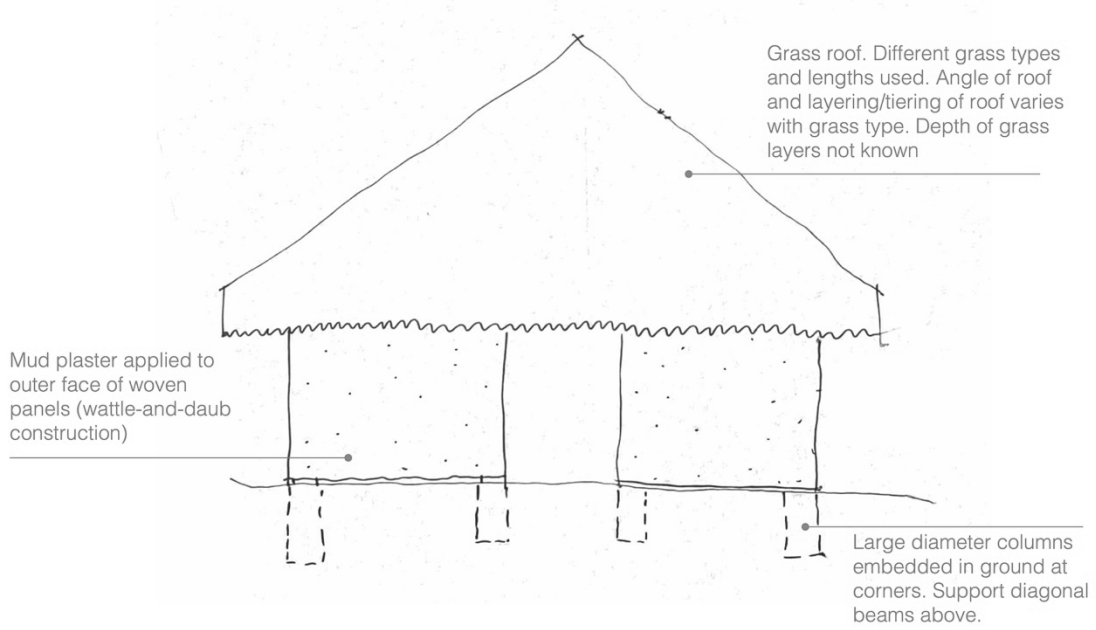 Grass roof. Different grass types
and lengths used. Angle of roof
and layering/tiering of roof varies
with grass type. Depth of grass
layers not known
Mud plaster applied to
outer face of woven
panels (wattle-and-daub
construction)
Large diameter columns
embedded in ground at
corners. Support diagonal
beams above.